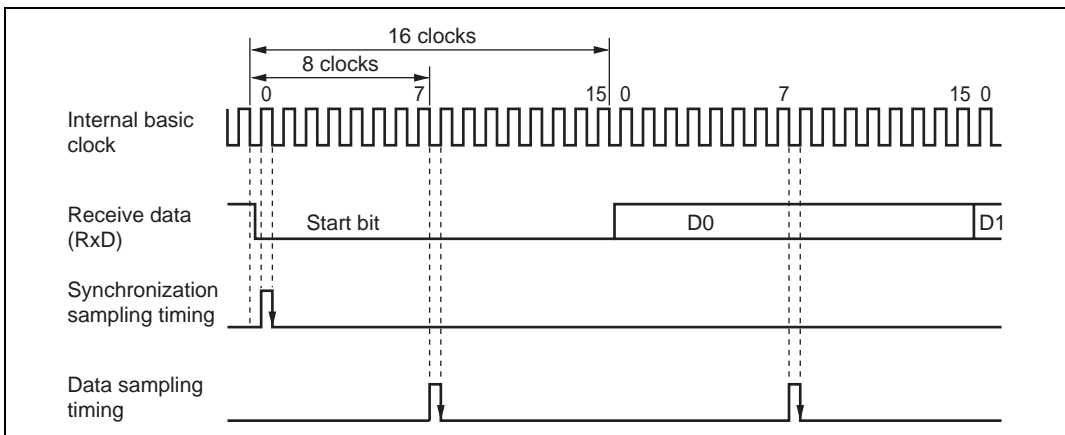 16 clocks
8 clocks
0 7 15 0 7 15 0
Internal basic
clock
Receive data
(RxD)
Start bit D0 D1
Synchronization
sampling timing
Data sampling
timing